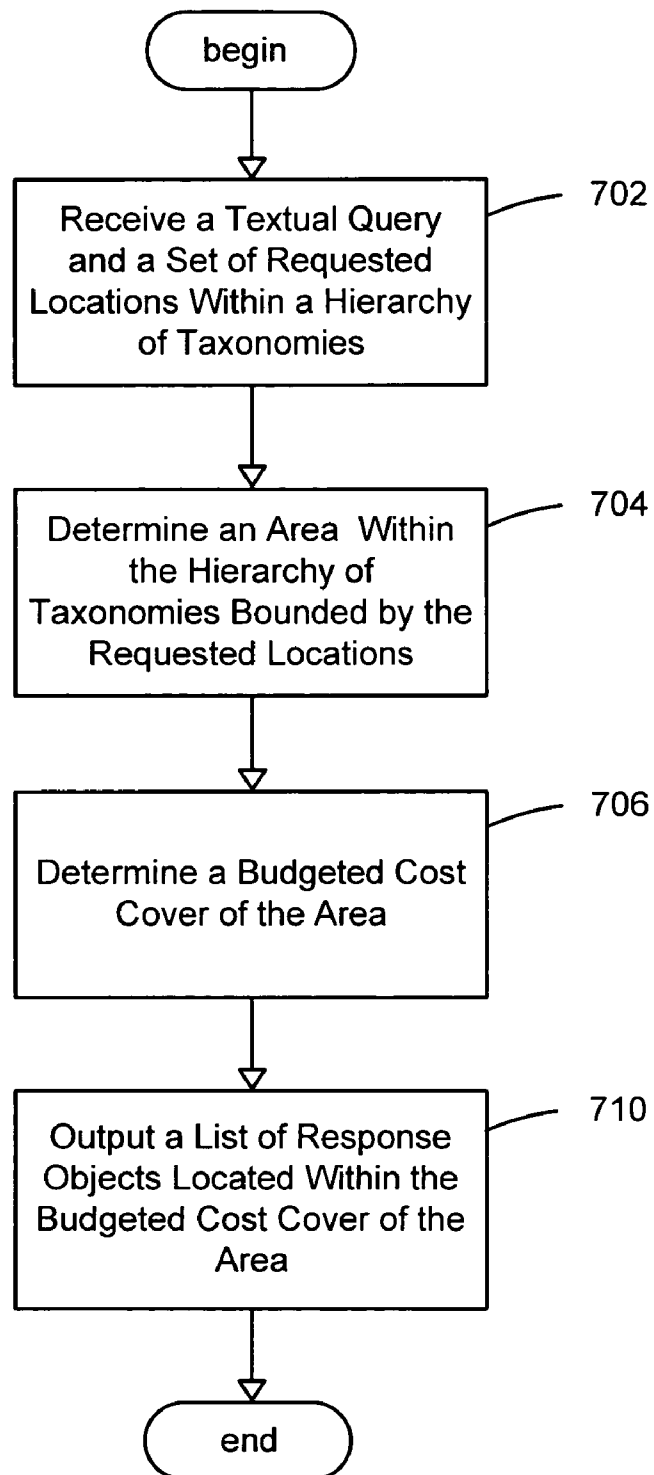 begin
702
Receive a Textual Query
and a Set of Requested
Locations Within a Hierarchy
of Taxonomies
704
Determine an Area Within
the Hierarchy of
Taxonomies Bounded by the
Requested Locations
706
Determine a Budgeted Cost
Cover of the Area
710
Output a List of Response
Objects Located Within the
Budgeted Cost Cover of the
Area
end